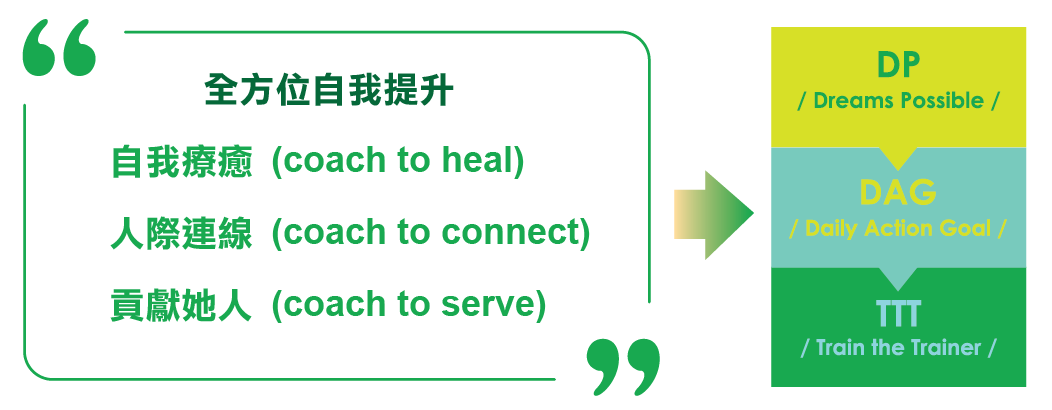 全方位自我提升
自我療癒 (coach to heal)
人際連線 (coach to connect)
貢獻她人 (coach to serve)
DP
/ Dreams Possible /
DAG
/ Daily Action Goal /
TTT
/ Train the Trainer /